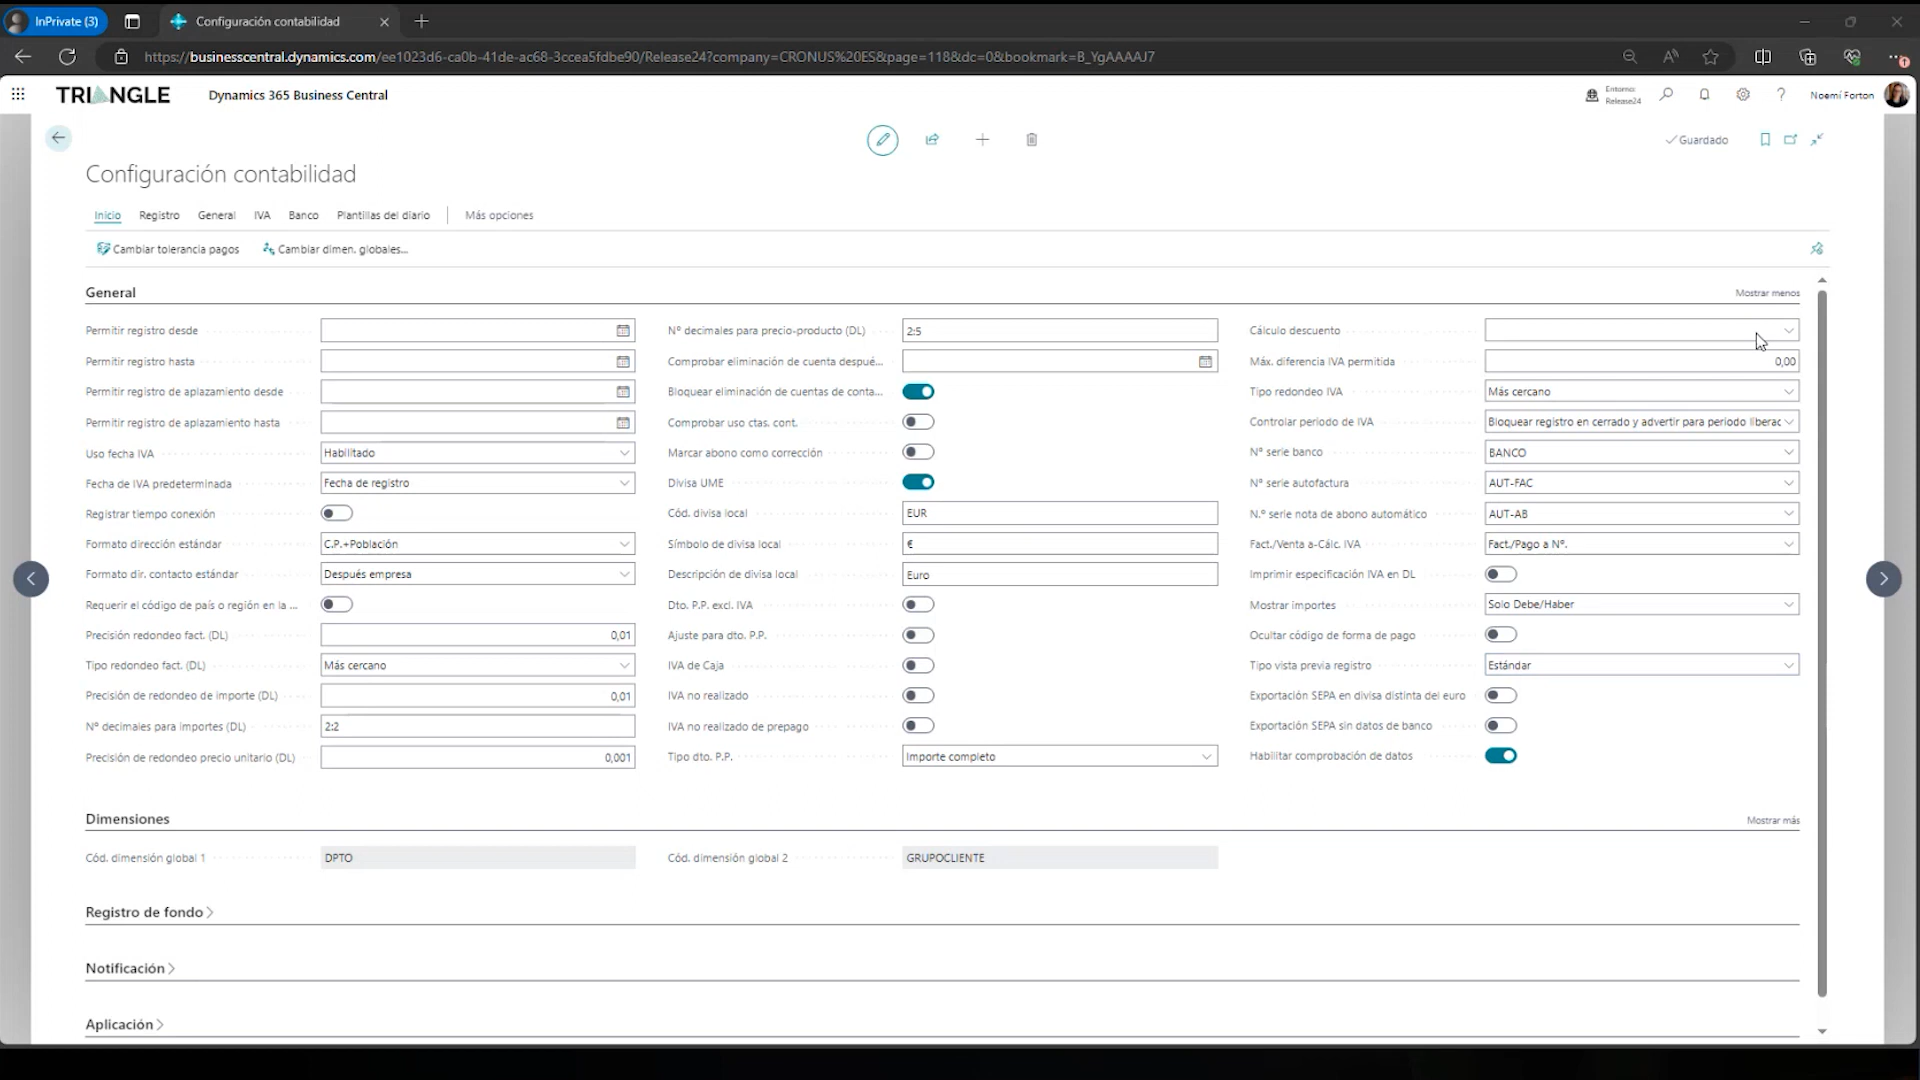 InPrivate (3)
Configuración contabilidad
https://businesscentral.dynamics.com/ee1023d6-ca0b-41de-ac68-3ccea5fdbe90/Release24?company=CRONUS%20ES&page=118&dc=0&bookmark=B_YgAAAAJ7
TRIANGLE
Dynamics 365 Business Central
Entorno:
Release24
Noemí Forton
Guardado
Configuración contabilidad
Inicio Registro General IVA Banco Plantillas del diario Más opciones
Cambiar tolerancia pagos Cambiar dimen. globales...
General Mostrar menos
Permitir registro desde
Permitir registro hasta
Permitir registro de aplazamiento desde
Permitir registro de aplazamiento hasta
Uso fecha IVA Habilitado
Fecha de IVA predeterminada Fecha de registro
Registrar tiempo conexión
Formato dirección estándar C.P.+Población
Formato dir. contacto estándar Después empresa
Requerir el código de país o región en la ...
Precisión redondeo fact. (DL) 0,01
Tipo redondeo fact. (DL) Más cercano
Precisión de redondeo de importe (DL) 0,01
Nº decimales para importes (DL) 2:2
Precisión de redondeo precio unitario (DL) 0,001
Nº decimales para precio-producto (DL) 2:5
Comprobar eliminación de cuenta despué...
Bloquear eliminación de cuentas de conta...
Comprobar uso ctas. cont.
Marcar abono como corrección
Divisa UME
Cód. divisa local EUR
Símbolo de divisa local €
Descripción de divisa local Euro
Dto. P.P. excl. IVA
Ajuste para dto. P.P.
IVA de Caja
IVA no realizado
IVA no realizado de prepago
Tipo dto. P.P. Importe completo
Cálculo descuento
Máx. diferencia IVA permitida 0,00
Tipo redondeo IVA Más cercano
Controlar periodo de IVA Bloquear registro en cerrado y advertir para periodo liberac
Nº serie banco BANCO
Nº serie autofactura AUT-FAC
N.º serie nota de abono automático AUT-AB
Fact./Venta a-Cálc. IVA Fact./Pago a Nº.
Imprimir especificación IVA en DL
Mostrar importes Solo Debe/Haber
Ocultar código de forma de pago
Tipo vista previa registro Estándar
Exportación SEPA en divisa distinta del euro
Exportación SEPA sin datos de banco
Habilitar comprobación de datos
Dimensiones Mostrar más
Cód. dimensión global 1 DPTO
Cód. dimensión global 2 GRUPOCLIENTE
Registro de fondo
Notificación
Aplicación